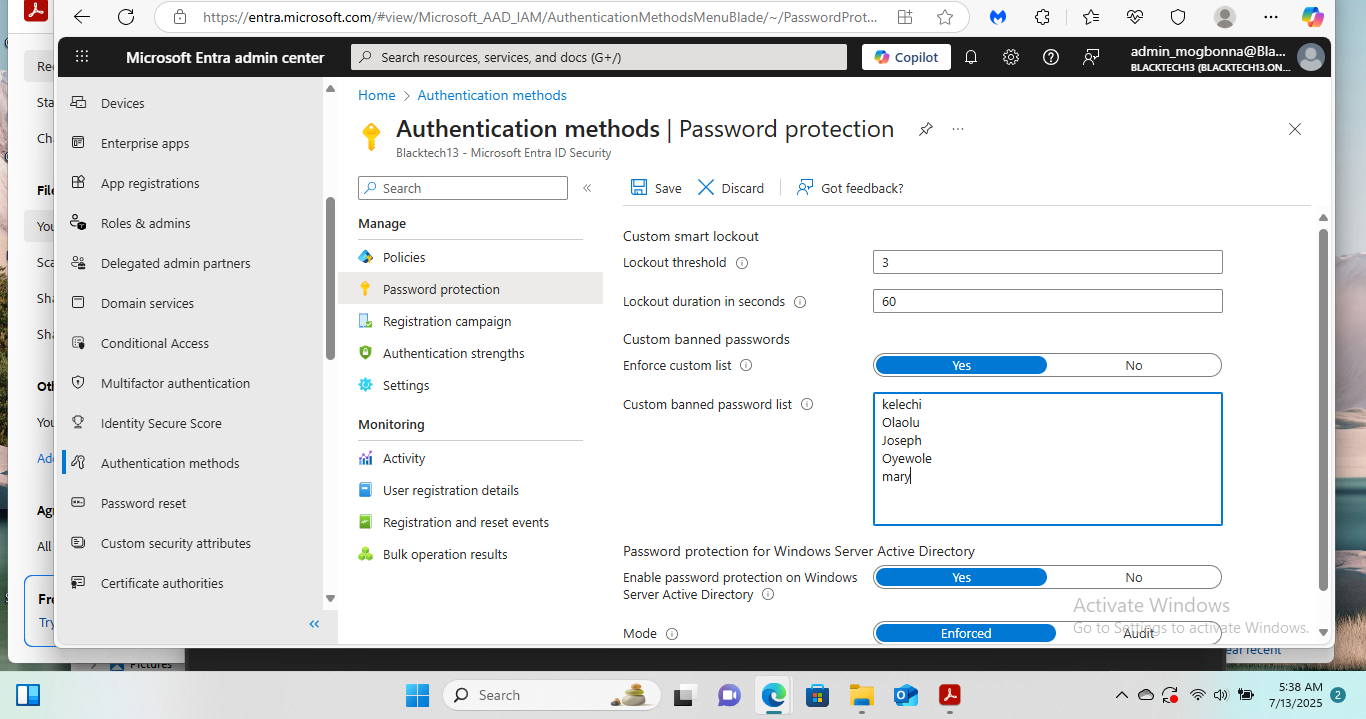 https://entra.microsoft.com/#view/Microsoft_AAD_IAM/AuthenticationMethodsMenuBlade/~/PasswordProt...
Microsoft Entra admin center
Search resources, services, and docs (G+/)
Copilot
admin_mogbonna@Bla...
BLACKTECH13 (BLACKTECH13.ON...
Devices
Enterprise apps
App registrations
Roles & admins
Delegated admin partners
Domain services
Conditional Access
Multifactor authentication
Identity Secure Score
Authentication methods
Password reset
Custom security attributes
Certificate authorities
Home > Authentication methods
Authentication methods | Password protection
Blacktech13 - Microsoft Entra ID Security
Search
Manage
Policies
Password protection
Registration campaign
Authentication strengths
Settings
Monitoring
Activity
User registration details
Registration and reset events
Bulk operation results
Save
Discard
Got feedback?
Custom smart lockout
Lockout threshold
3
Lockout duration in seconds
60
Custom banned passwords
Enforce custom list
Yes
No
Custom banned password list
kelechi
Olaolu
Joseph
Oyewole
mary
Password protection for Windows Server Active Directory
Enable password protection on Windows
Server Active Directory
Yes
No
Mode
Enforced
Audit
Activate Windows
Go to Settings to activate Windows.
Pictures
Search
5:38 AM
7/13/2025
2